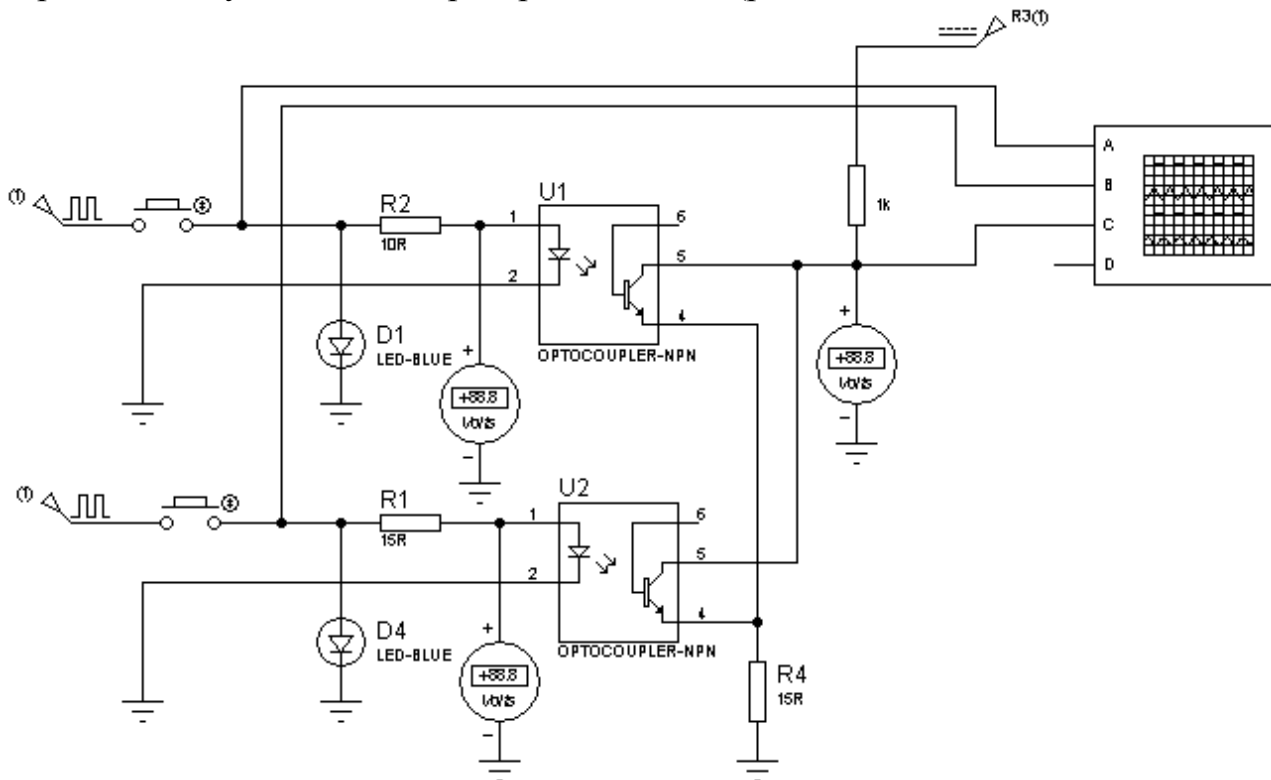 R3(1)
A
B
C
D
1k
(1)
R2
10R
1
2
U1
6
5
4
OPTOCOUPLER-NPN
D1
LED-BLUE
+
+88.8
Volts
−
+
+88.8
Volts
−
(1)
R1
15R
1
2
U2
6
5
4
OPTOCOUPLER-NPN
D4
LED-BLUE
+
+88.8
Volts
−
R4
15R